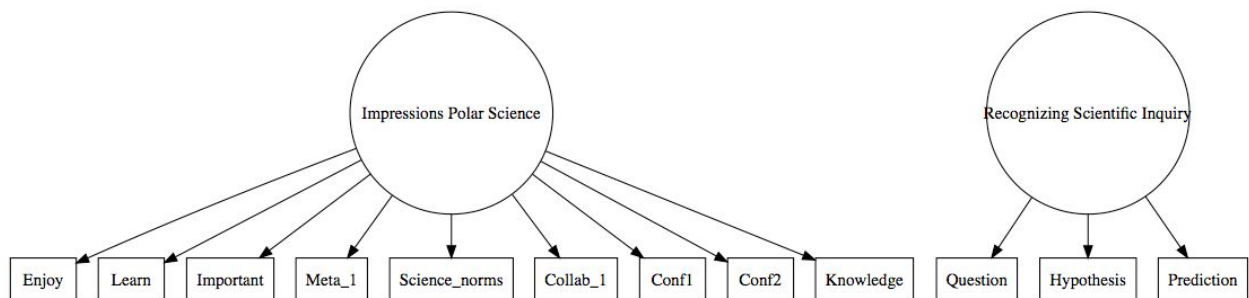 Impressions Polar Science
Recognizing Scientific Inquiry
Enjoy
Learn
Important
Meta_1
Science_norms
Collab_1
Conf1
Conf2
Knowledge
Question
Hypothesis
Prediction